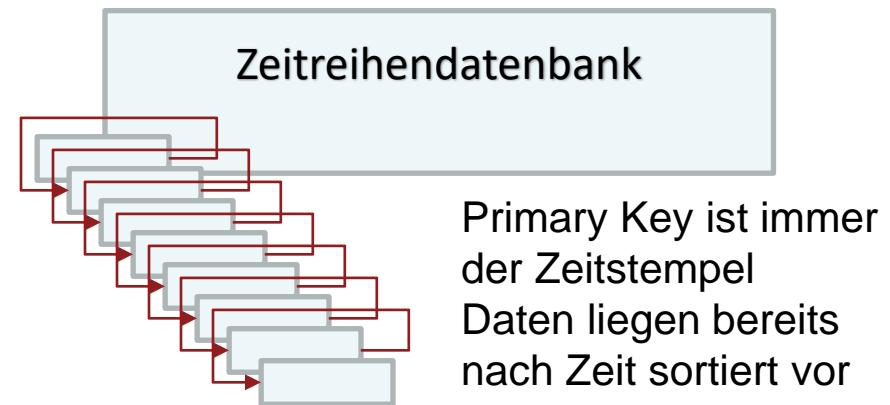 Zeitreihendatenbank
Primary Key ist immer
der Zeitstempel
Daten liegen bereits
nach Zeit sortiert vor